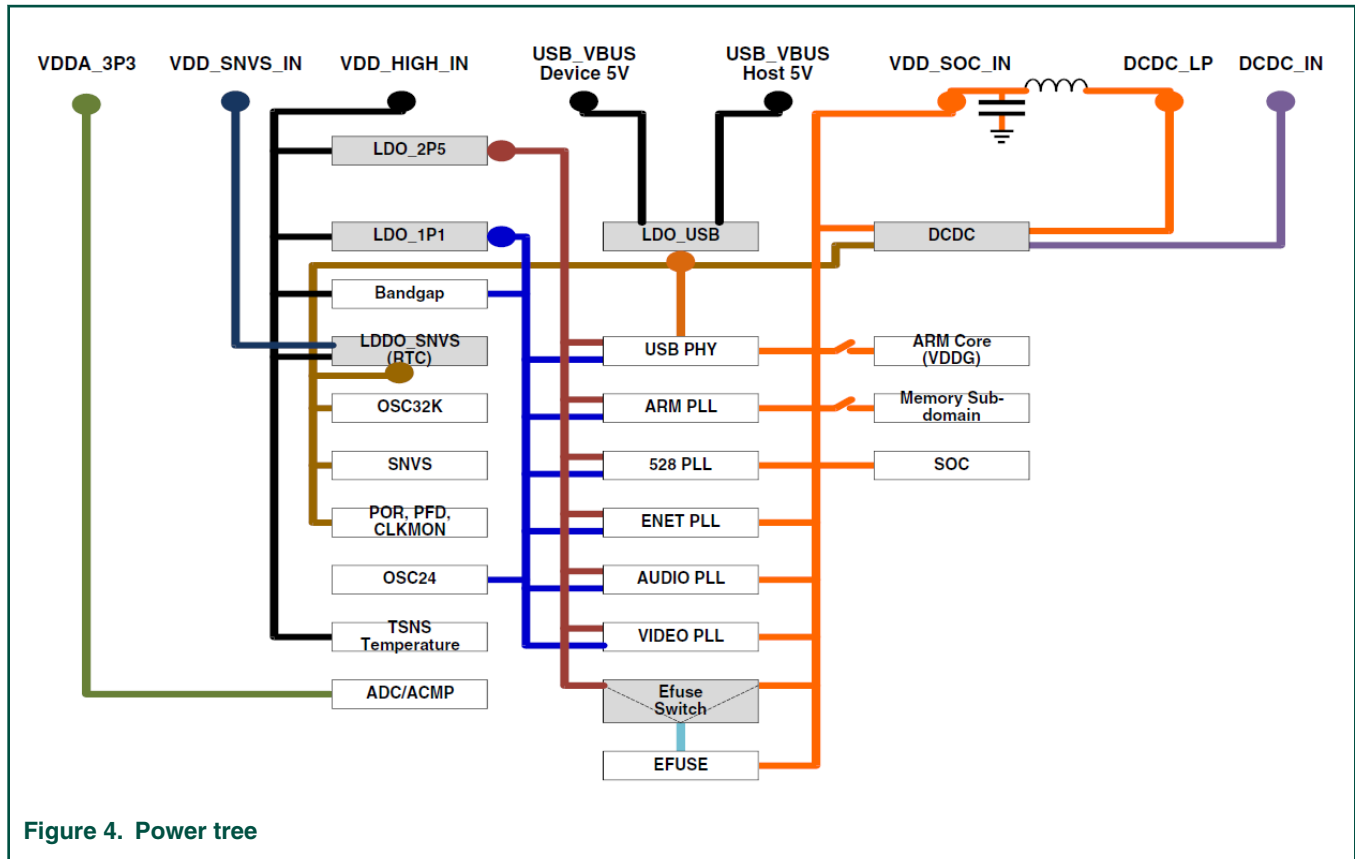 VDDA_3P3
VDD_SNVS_IN
VDD_HIGH_IN
USB_VBUS
Device 5V
USB_VBUS
Host 5V
VDD_SOC_IN
DCDC_LP
DCDC_IN
LDO_2P5
LDO_1P1
LDO_USB
DCDC
Bandgap
LDDO_SNVS
(RTC)
USB PHY
ARM Core
(VDDG)
OSC32K
ARM PLL
Memory Sub-
domain
SNVS
528 PLL
SOC
POR, PFD,
CLKMON
ENET PLL
OSC24
AUDIO PLL
TSNS
Temperature
VIDEO PLL
ADC/ACMP
Efuse
Switch
EFUSE
Figure 4. Power tree